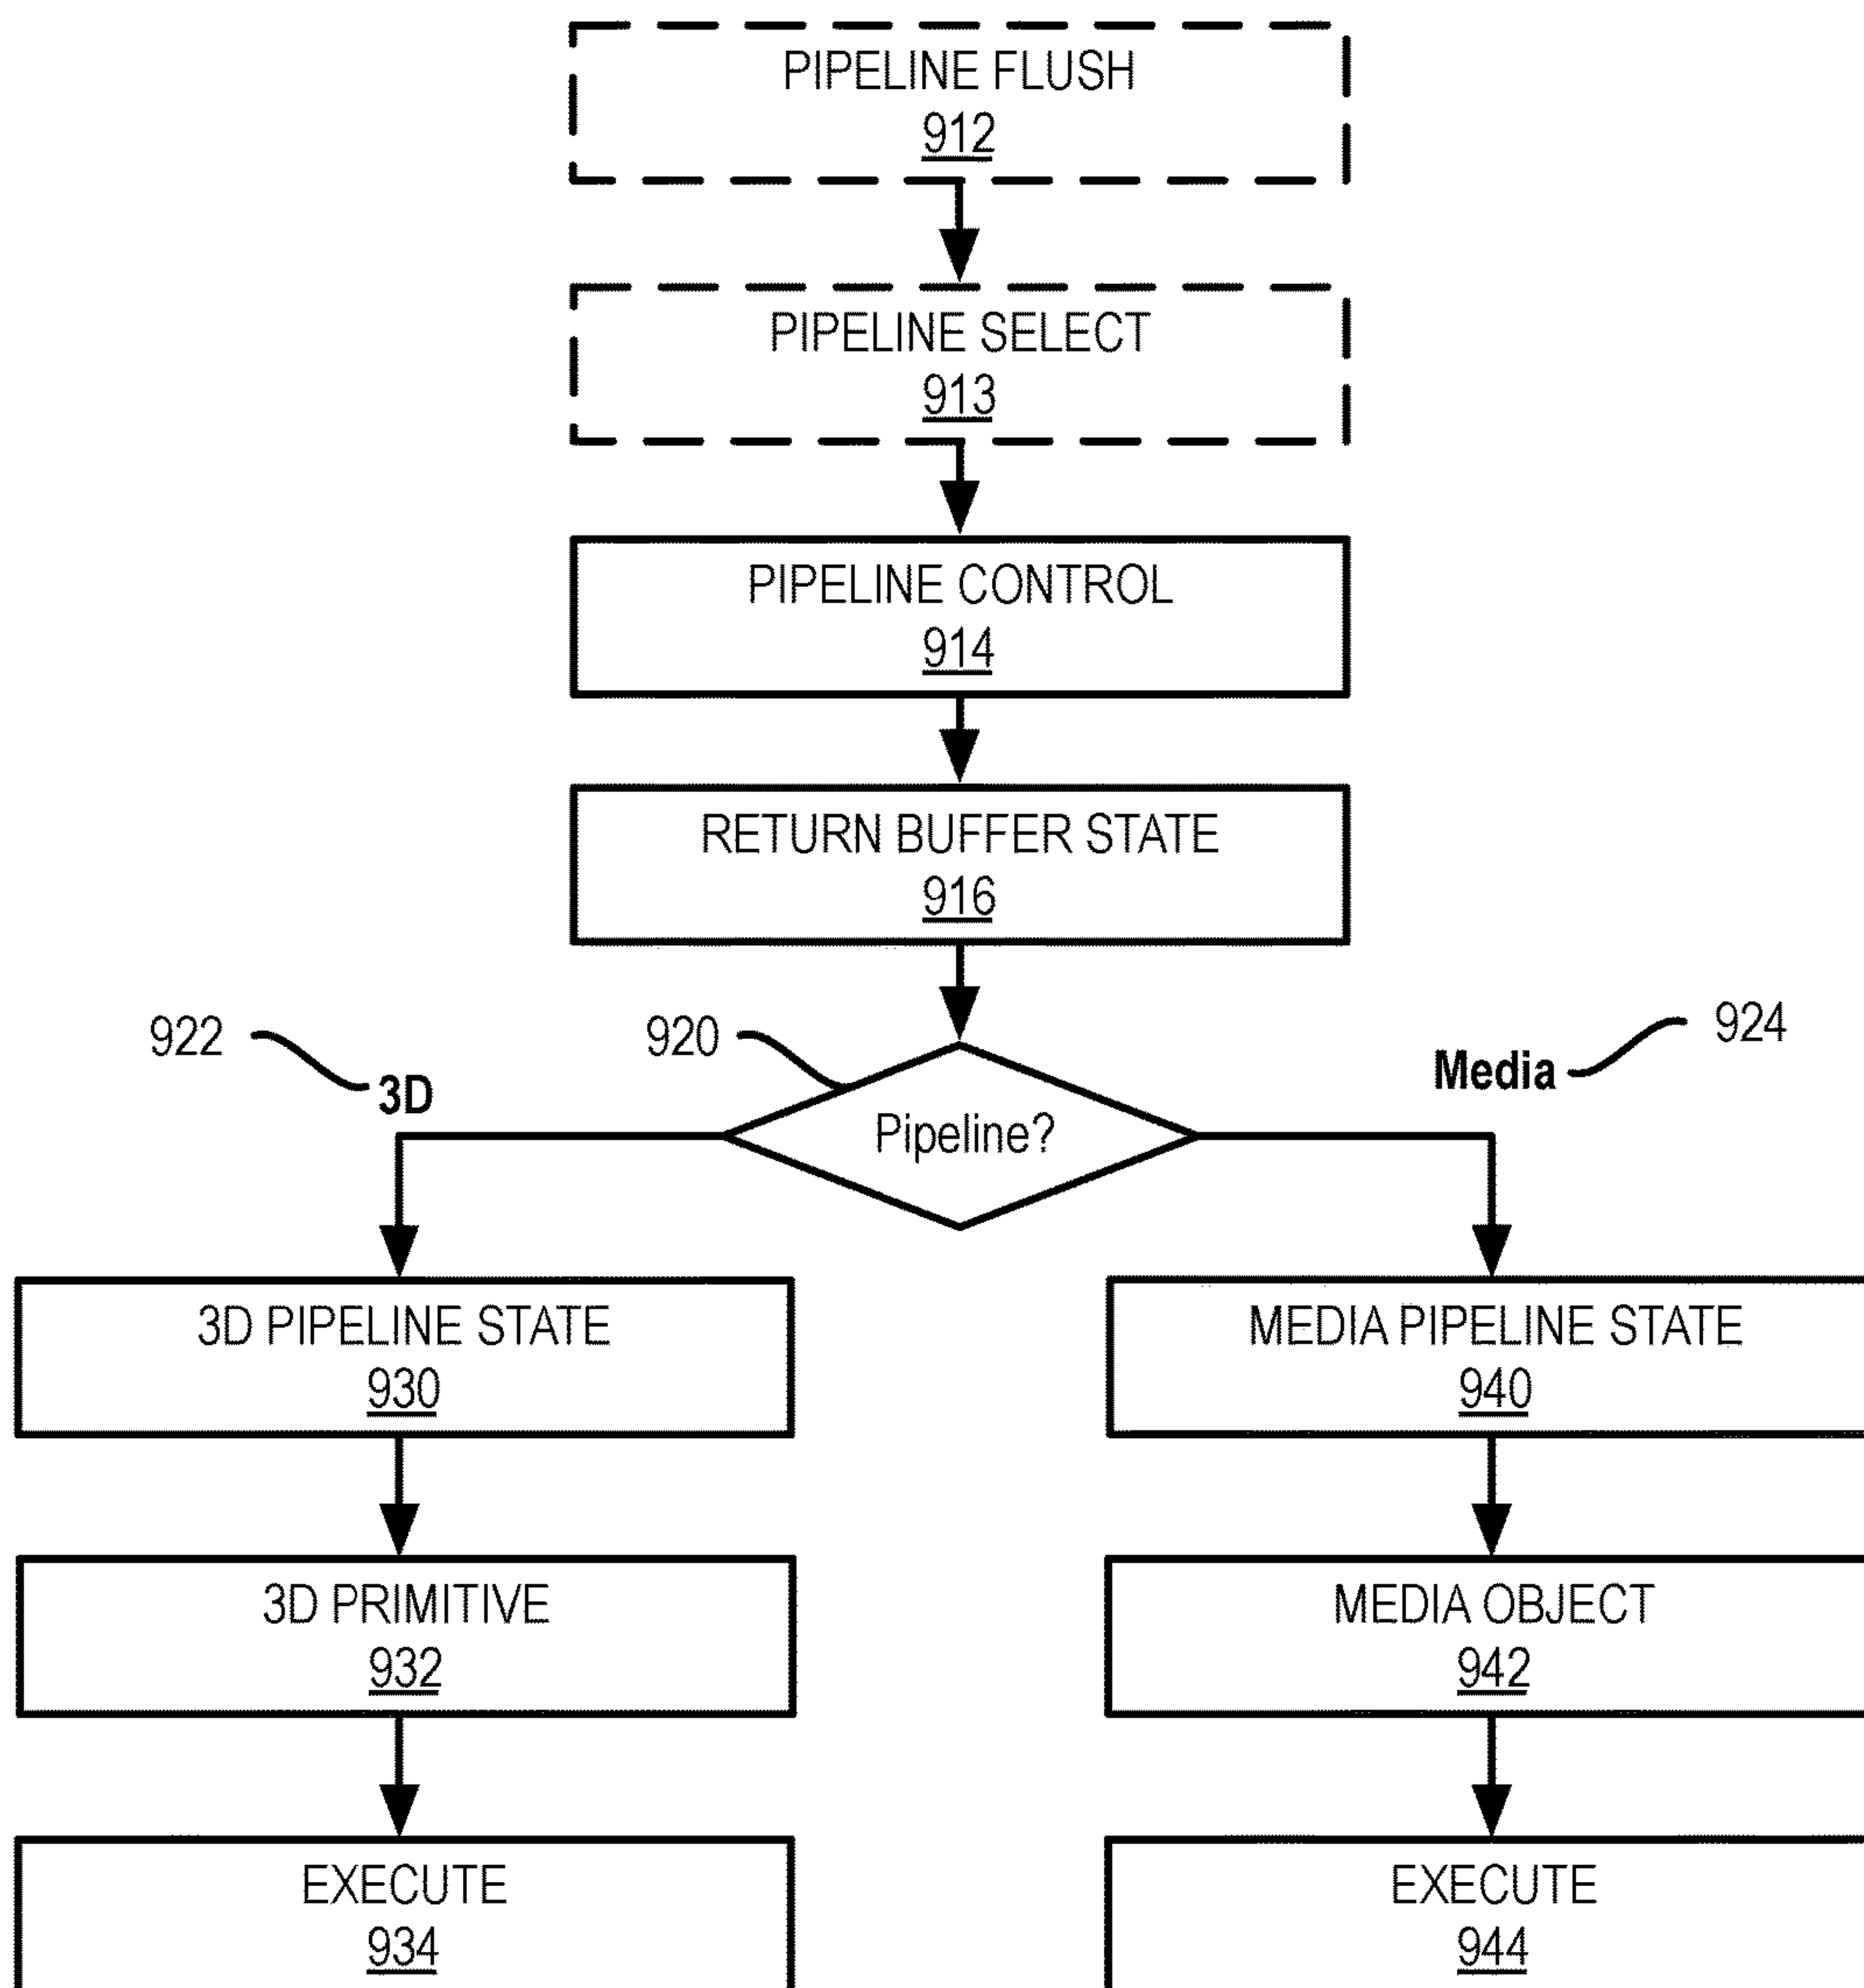 PIPELINE FLUSH
912
PIPELINE SELECT
913
PIPELINE CONTROL
914
RETURN BUFFER STATE
916
922
920
924
3D
Media
Pipeline?
3D PIPELINE STATE
930
MEDIA PIPELINE STATE
940
3D PRIMITIVE
932
MEDIA OBJECT
942
EXECUTE
934
EXECUTE
944